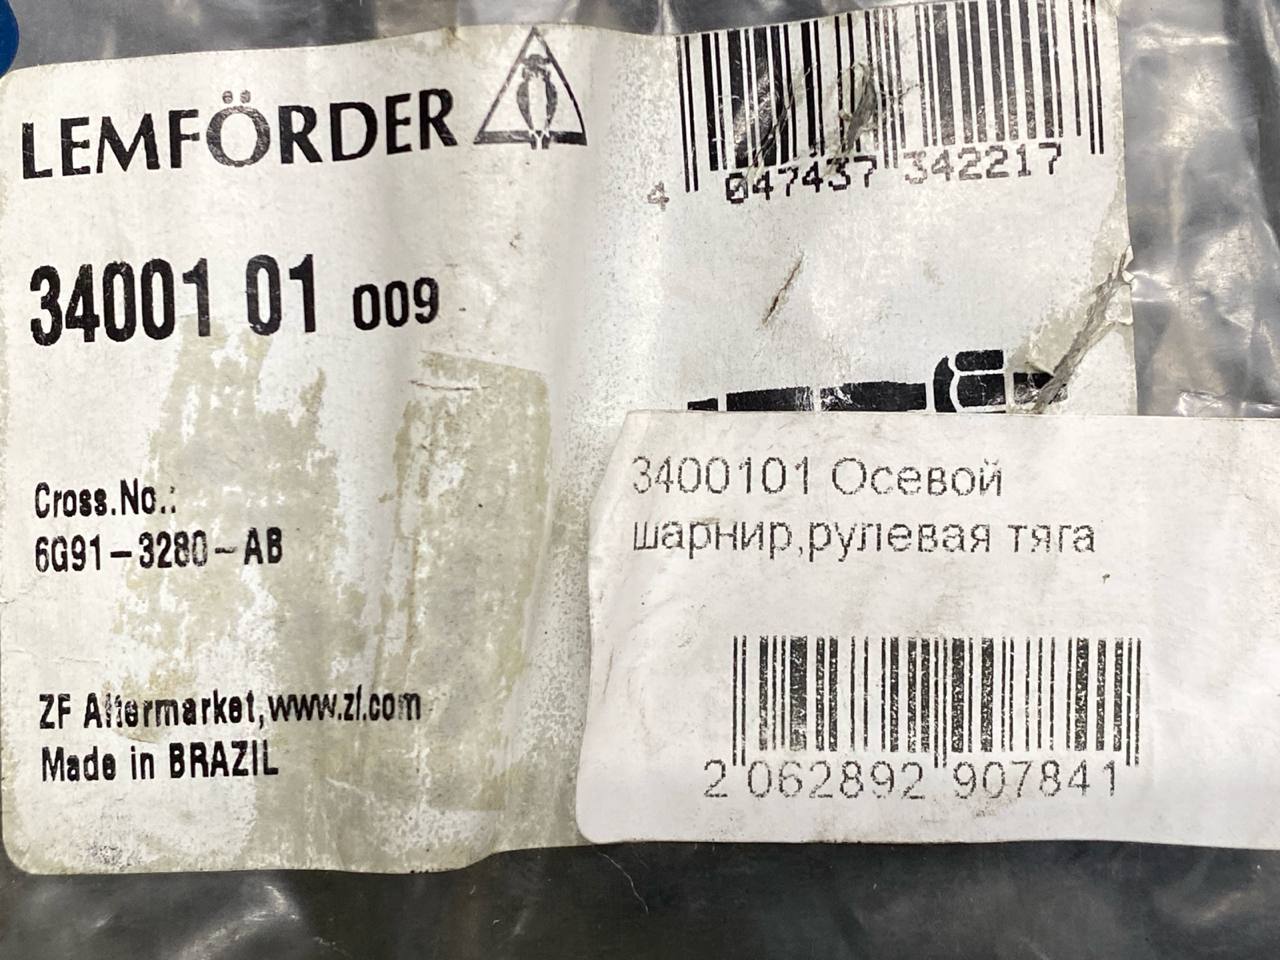 LEMFÖRDER
4 047437 342217
34001 01 009
Cross.No.:
6G91-3280-AB
ZF Aftermarket,www.zf.com
Made in BRAZIL
3400101 Осевой
шарнир,рулевая тяга
2 062892 907841